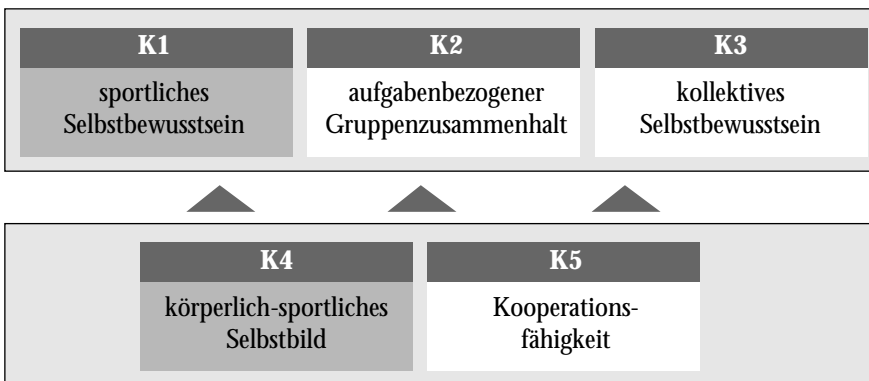 K1 K2 K3
sportliches aufgabenbezogener kollektives
Selbstbewusstsein Gruppenzusammenhalt Selbstbewusstsein
K4 K5
körperlich-sportliches Kooperations-
Selbstbild fähigkeit